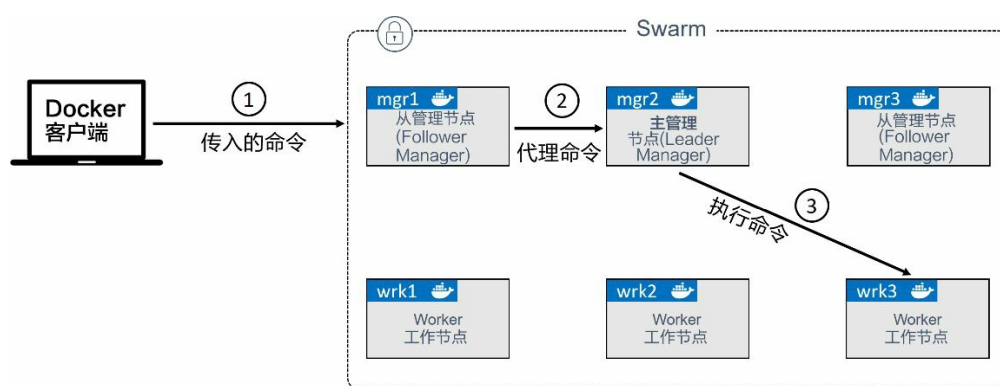 Swarm
Docker
客户端
1
传入的命令
mgr1
从管理节点
(Follower
Manager)
2
代理命令
mgr2
主管理
节点(Leader
Manager)
mgr3
从管理节点
(Follower
Manager)
3
执行命令
wrk1
Worker
工作节点
wrk2
Worker
工作节点
wrk3
Worker
工作节点